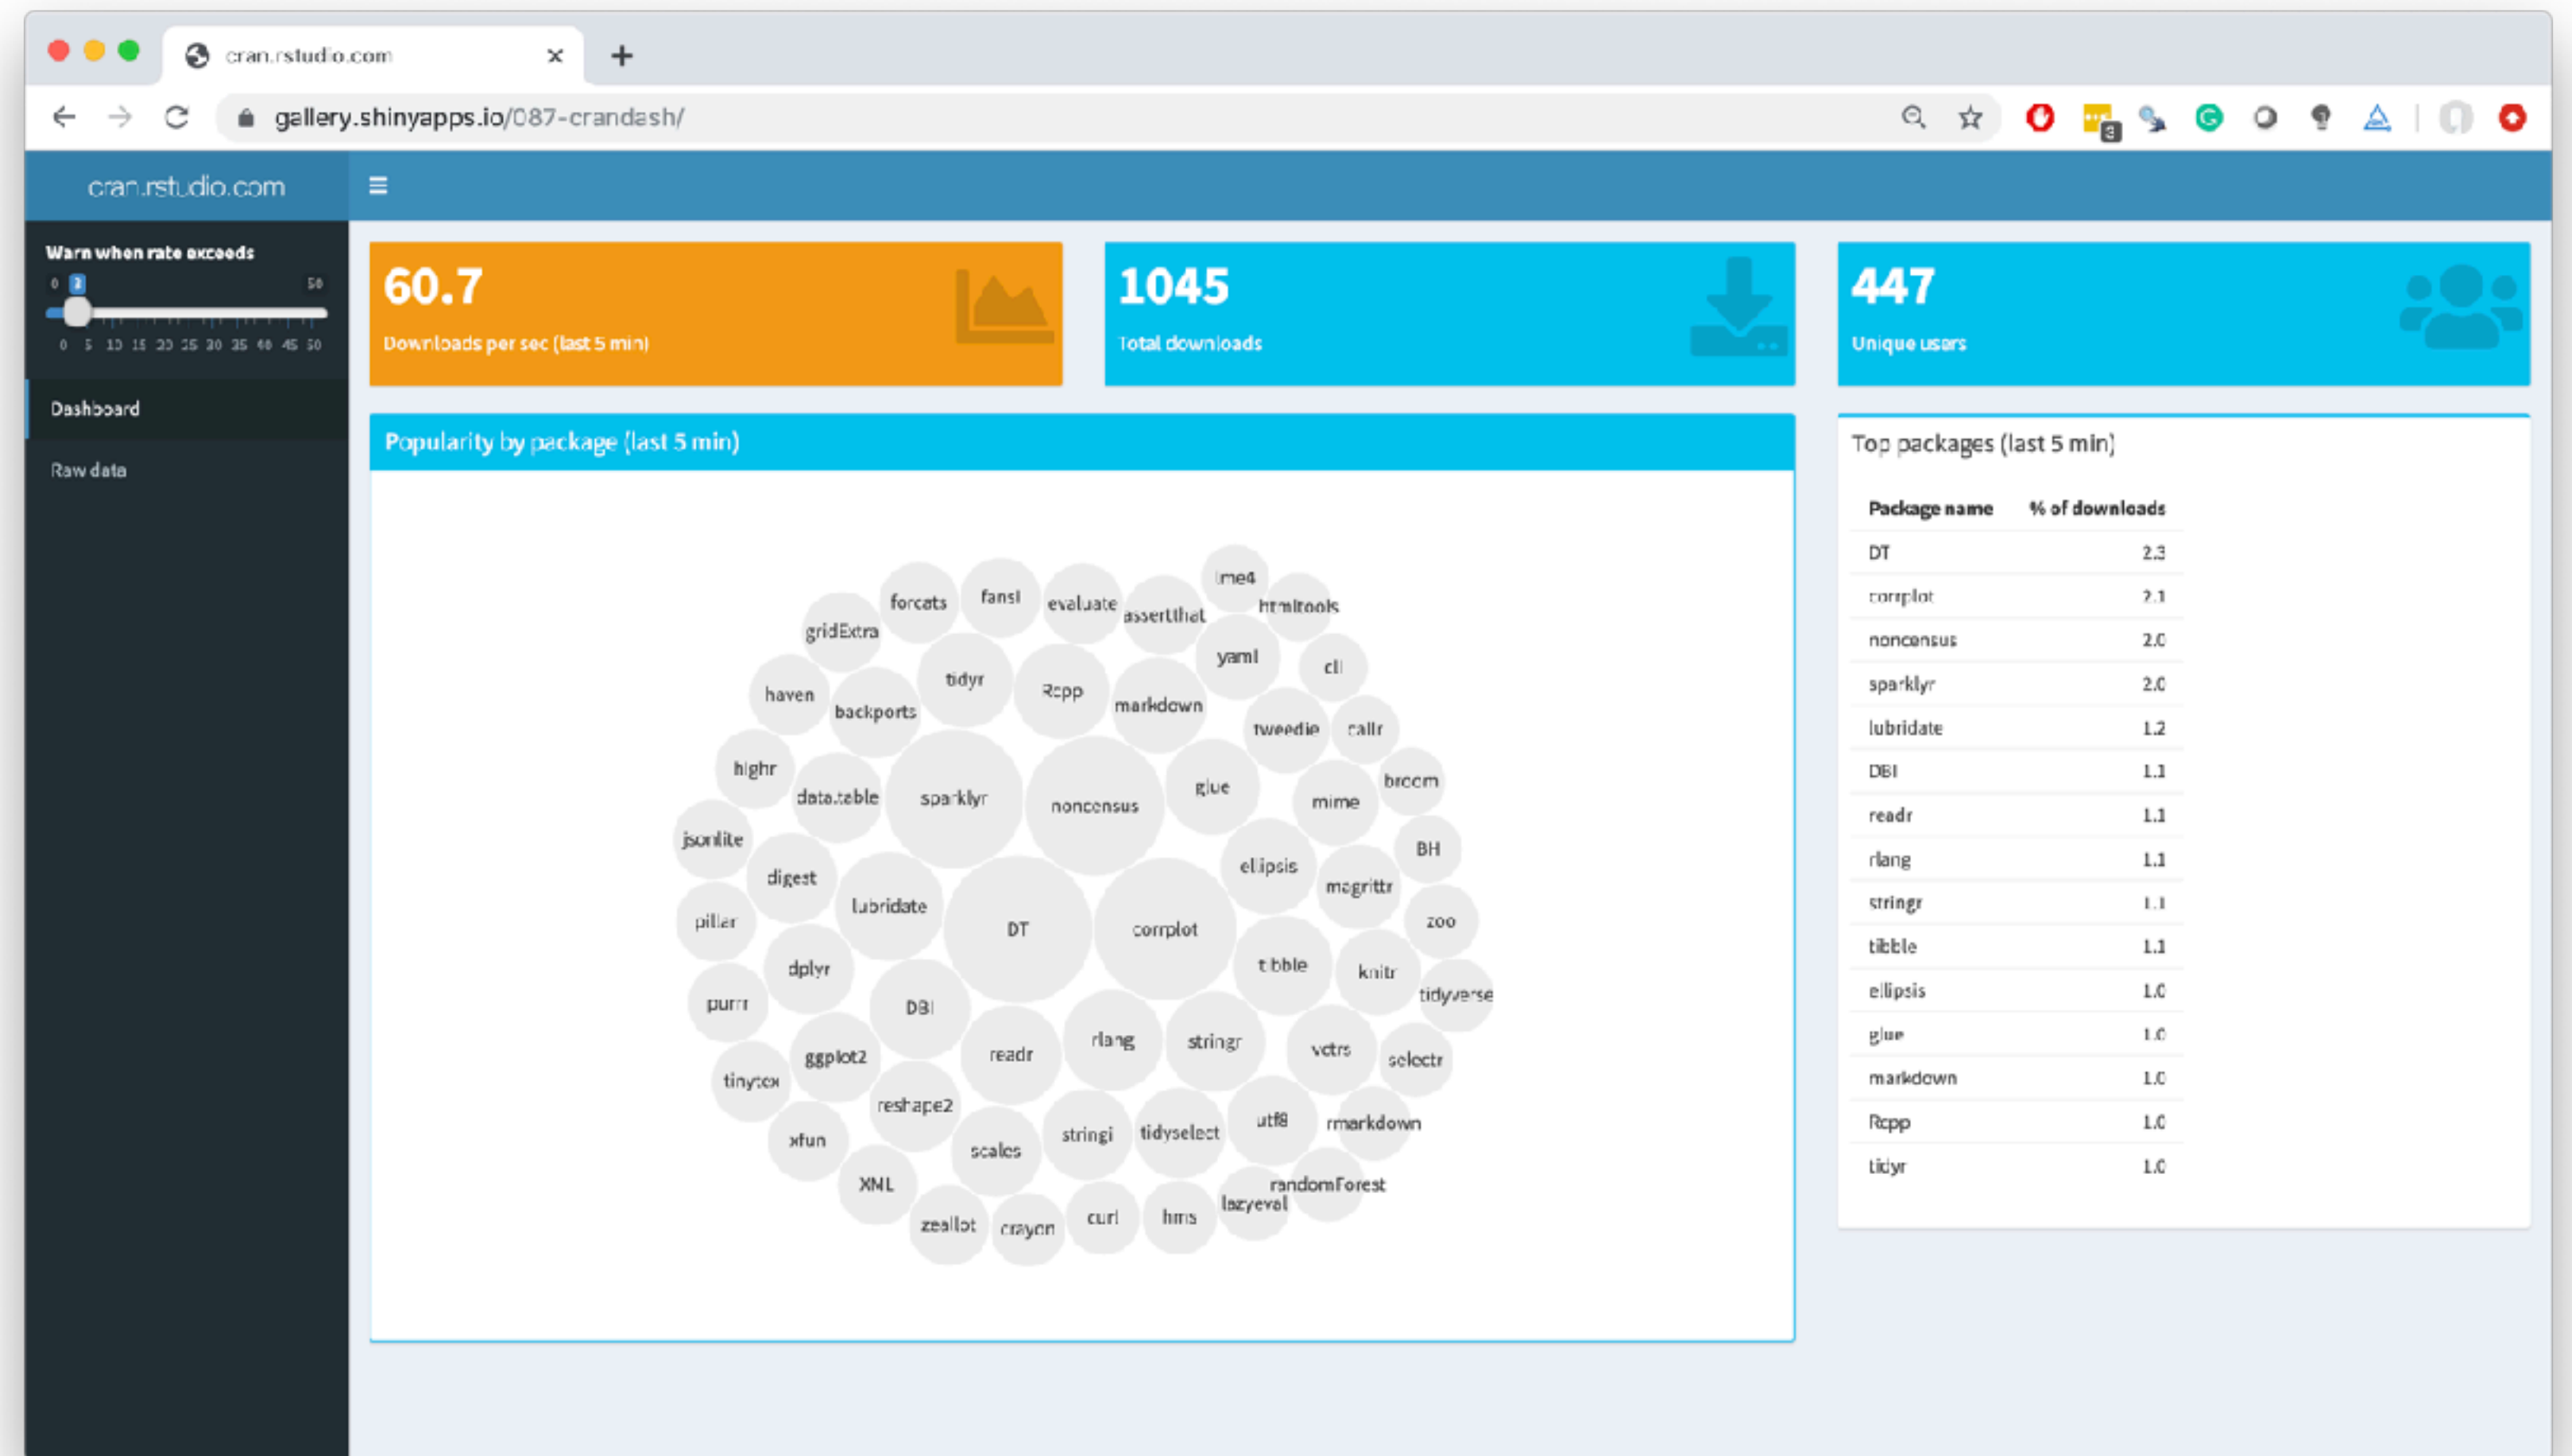 cran.rstudio.com
gallery.shinyapps.io/087-crandash/
3
cran.rstudio.com
Warn when rate exceeds
0 3 50
0 5 10 15 20 25 30 35 40 45 50
Dashboard
Raw data
60.7
Downloads per sec (last 5 min)
1045
Total downloads
447
Unique users
Popularity by package (last 5 min)
lme4
forcats
fansi
evaluate
assertthat
htmltools
gridExtra
yaml
cli
tidyr
Rcpp
markdown
haven
backports
tweedie
callr
highr
data.table
sparklyr
noncensus
glue
mime
broom
jsonlite
digest
lubridate
ellipsis
magrittr
BH
pillar
DT
corrplot
zoo
dplyr
tibble
knitr
tidyverse
purrr
DBI
ggplot2
readr
rlang
stringr
vctrs
selectr
tinytex
reshape2
xfun
scales
stringi
tidyselect
utf8
rmarkdown
XML
randomForest
zeallot
crayon
curl
hms
lazyeval
Top packages (last 5 min)
Package name % of downloads
DT 2.3
corrplot 2.1
noncensus 2.0
sparklyr 2.0
lubridate 1.2
DBI 1.1
readr 1.1
rlang 1.1
stringr 1.1
tibble 1.1
ellipsis 1.0
glue 1.0
markdown 1.0
Rcpp 1.0
tidyr 1.0